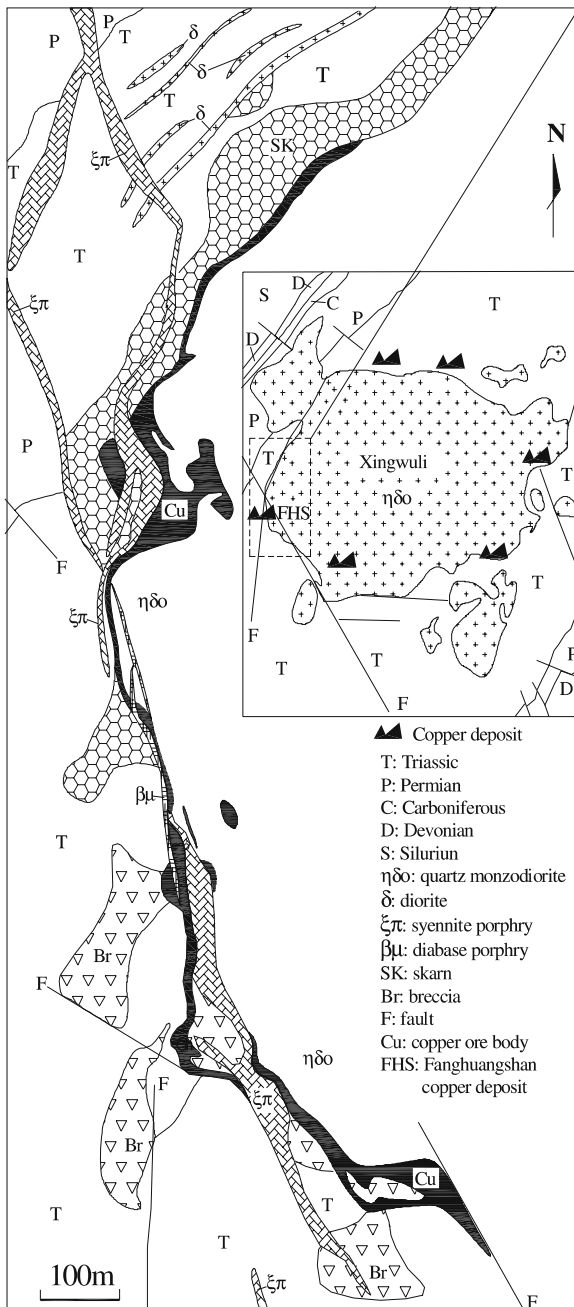 P
P
T
δ
δ
T
T
δ
SK
ξπ
T
N
T
ξπ
P
F
Cu
ηδο
ξπ
S
D
C
P
T
D
P
T
Xingwuli
ηδο
FHS
T
T
F
T
T
F
P
D
Copper deposit
T: Triassic
P: Permian
C: Carboniferous
D: Devonian
S: Siluriun
ηδο: quartz monzodiorite
δ: diorite
ξπ: syennite porphry
βμ: diabase porphry
SK: skarn
Br: breccia
F: fault
Cu: copper ore body
FHS: Fanghuangshan
copper deposit
βμ
T
Br
F
ηδο
F
ξπ
Br
Cu
T
T
T
Br
ξπ
F
100m